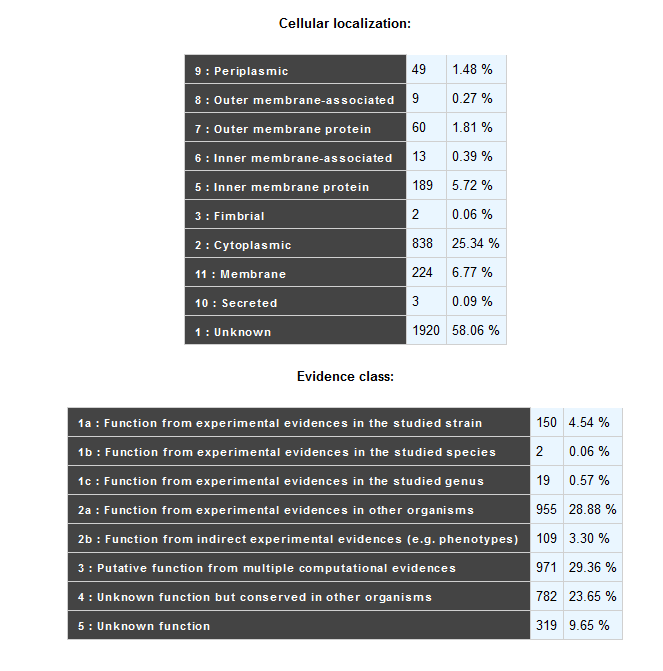 Cellular localization:
9 : Periplasmic 49 1.48 %
8 : Outer membrane-associated 9 0.27 %
7 : Outer membrane protein 60 1.81 %
6 : Inner membrane-associated 13 0.39 %
5 : Inner membrane protein 189 5.72 %
3 : Fimbrial 2 0.06 %
2 : Cytoplasmic 838 25.34 %
11 : Membrane 224 6.77 %
10 : Secreted 3 0.09 %
1 : Unknown 1920 58.06 %
Evidence class:
1a : Function from experimental evidences in the studied strain 150 4.54 %
1b : Function from experimental evidences in the studied species 2 0.06 %
1c : Function from experimental evidences in the studied genus 19 0.57 %
2a : Function from experimental evidences in other organisms 955 28.88 %
2b : Function from indirect experimental evidences (e.g. phenotypes) 109 3.30 %
3 : Putative function from multiple computational evidences 971 29.36 %
4 : Unknown function but conserved in other organisms 782 23.65 %
5 : Unknown function 319 9.65 %